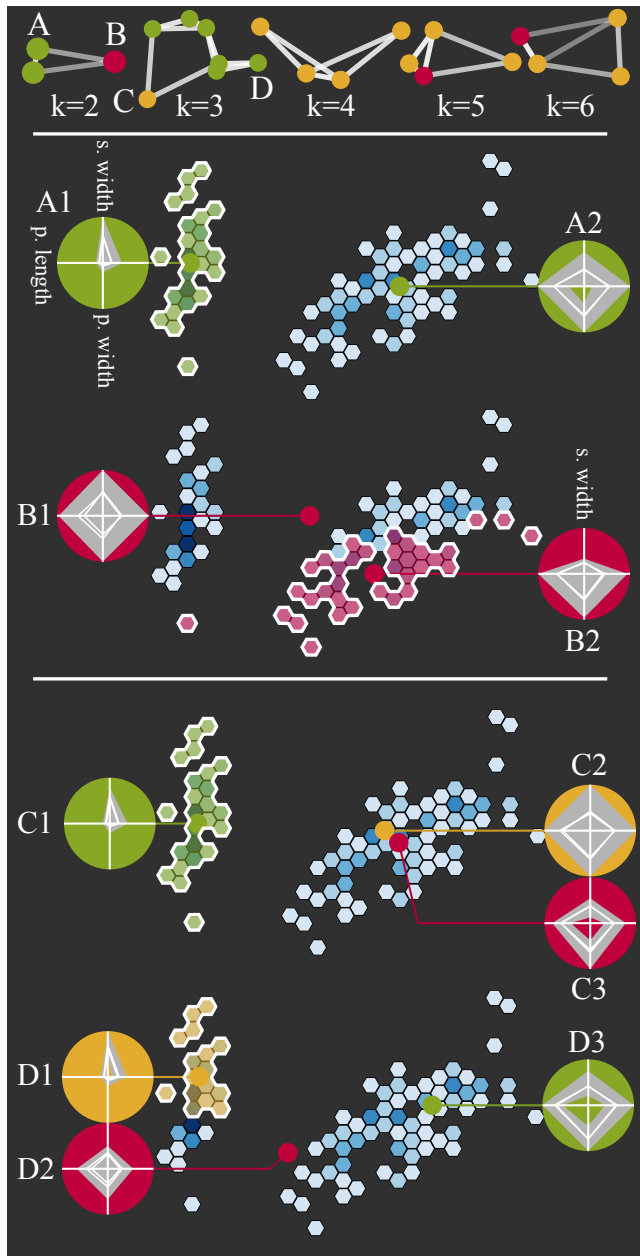 A
B
C
D
k=2
k=3
k=4
k=5
k=6
A1
s. width
p. length
p. width
A2
B1
s. width
B2
C1
C2
C3
D1
D2
D3